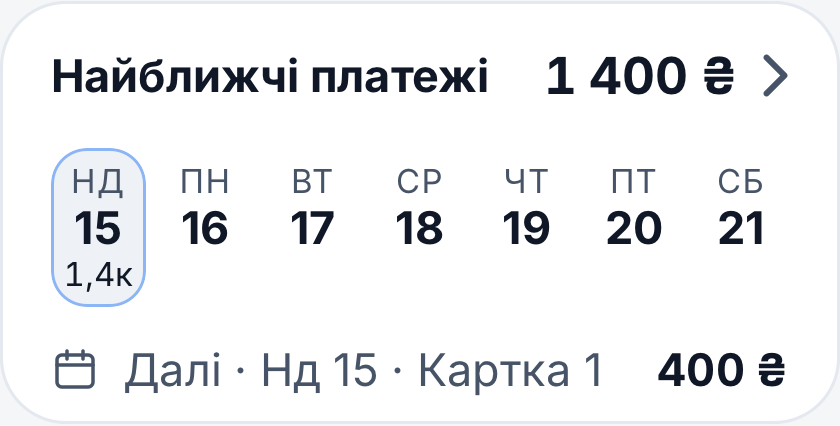 Найближчі платежі 1 400 ₴
НД ПН ВТ СР ЧТ ПТ СБ
15 16 17 18 19 20 21
1,4к
Далі · Нд 15 · Картка 1 400 ₴